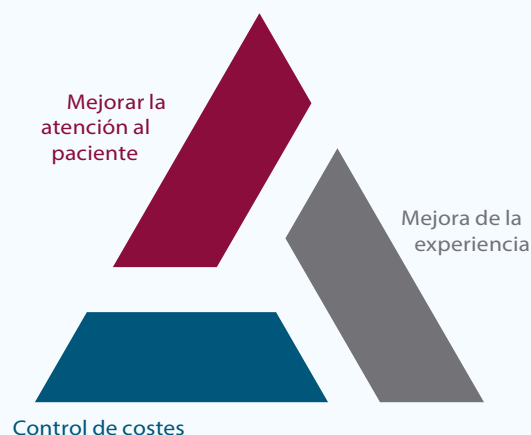 Mejorar la
atención al
paciente
Mejora de la
experiencia
Control de costes